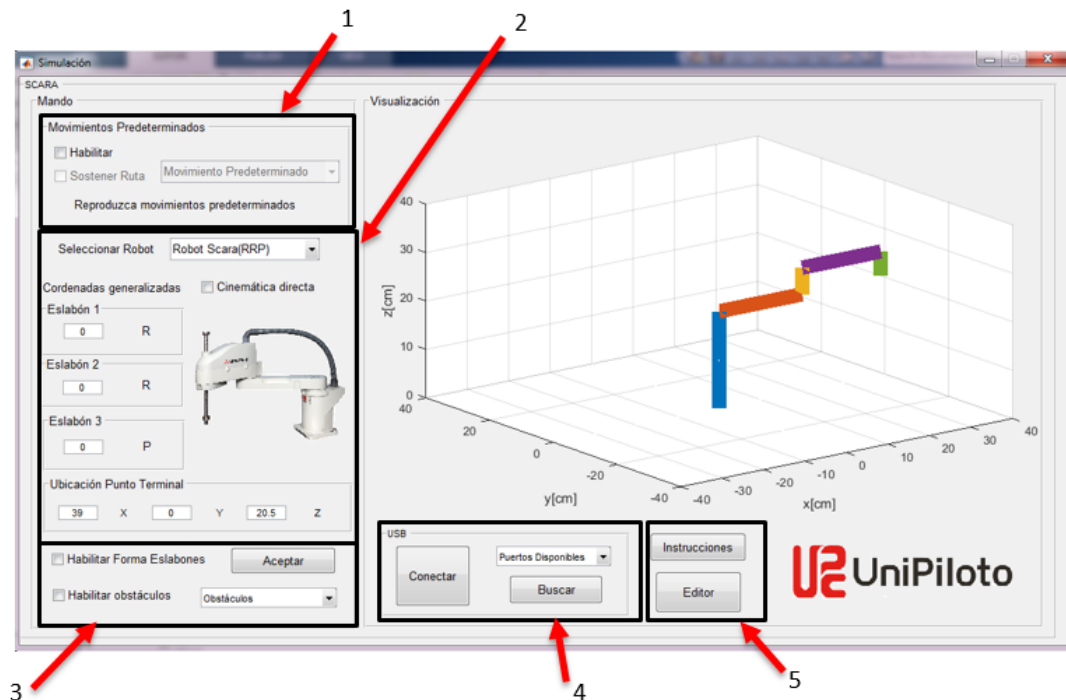 1
2
Simulación
SCARA
Mando
Movimientos Predeterminados
Habilitar
Sostener Ruta
Movimiento Predeterminado
Reproduzca movimientos predeterminados
Seleccionar Robot
Robot Scara(RRP)
Cordenadas generalizadas
Cinemática directa
Eslabón 1
0
R
Eslabón 2
0
R
Eslabón 3
0
P
Ubicación Punto Terminal
39 X 0 Y 20.5 Z
Habilitar Forma Eslabones
Aceptar
Habilitar obstáculos
Obstáculos
Visualización
z[cm]
40
30
20
10
0
y[cm]
40
20
0
-20
-40
x[cm]
-40
-30
-20
-10
0
10
20
30
40
USB
Conectar
Puertos Disponibles
Buscar
Instrucciones
Editor
UniPiloto
3
4
5